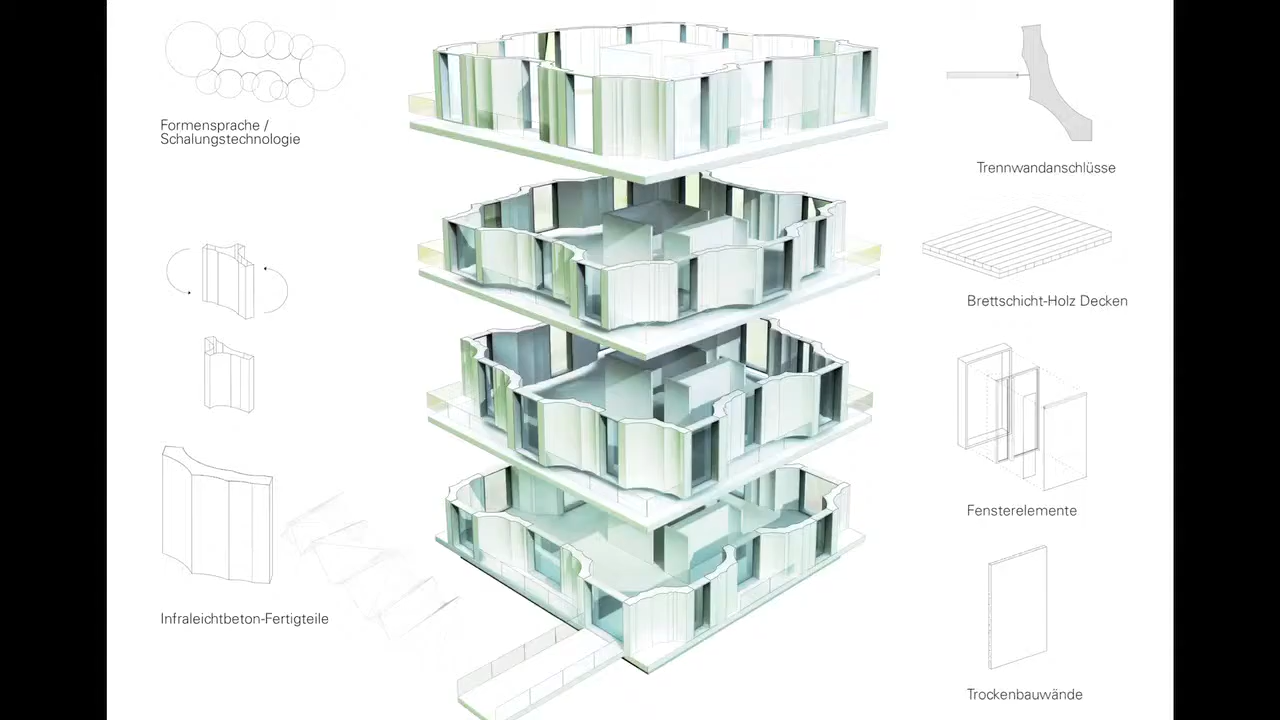 Formensprache /
Schalungstechnologie
Infraleichtbeton-Fertigteile
Trennwandanschlüsse
Brettschicht-Holz Decken
Fensterelemente
Trockenbauwände